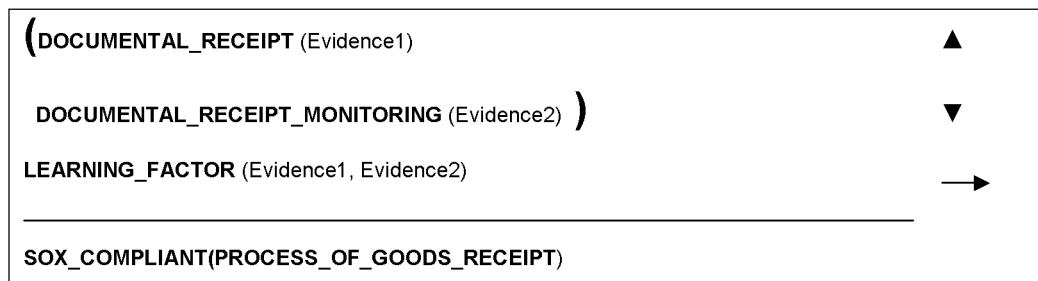 (DOCUMENTAL_RECEIPT (Evidence1) ▲
DOCUMENTAL_RECEIPT_MONITORING (Evidence2) ) ▼
LEARNING_FACTOR (Evidence1, Evidence2) →
SOX_COMPLIANT(PROCESS_OF_GOODS_RECEIPT)